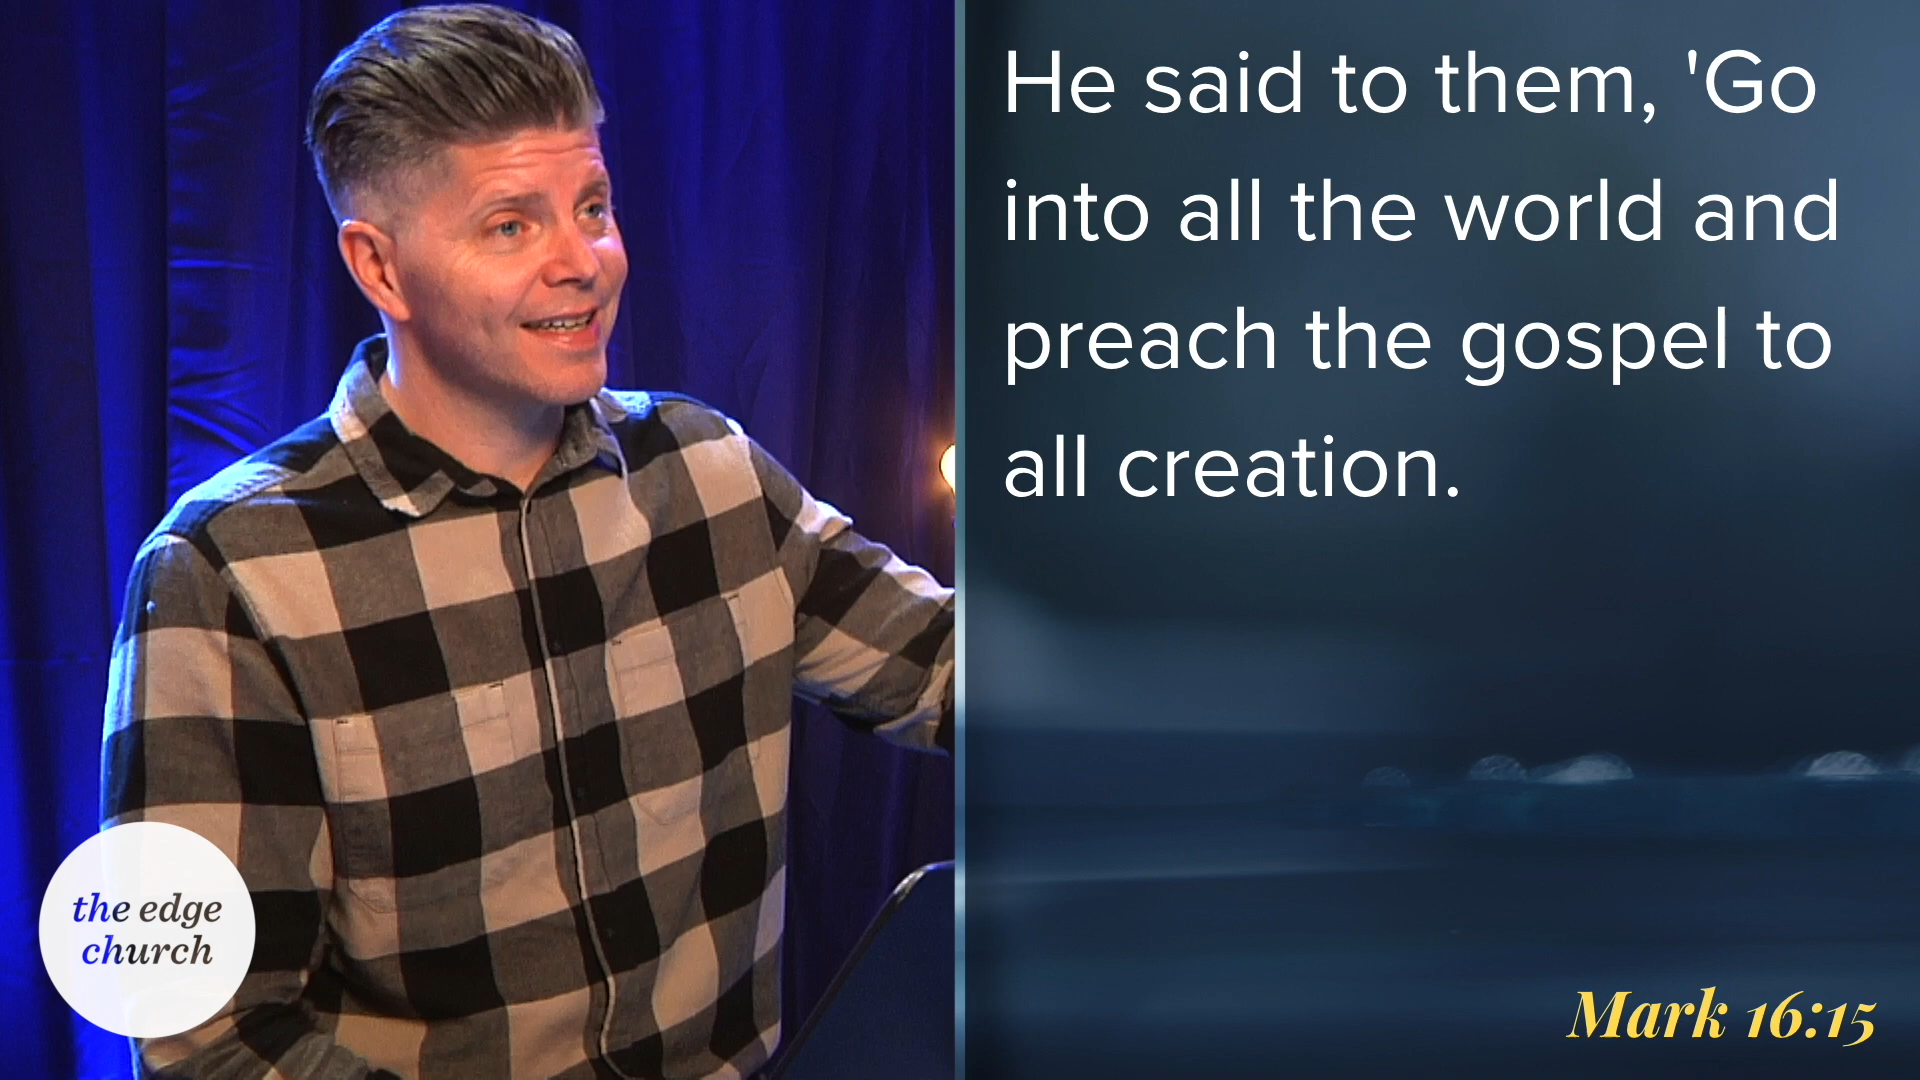 He said to them, 'Go
into all the world and
preach the gospel to
all creation.
Mark 16:15
the edge
church